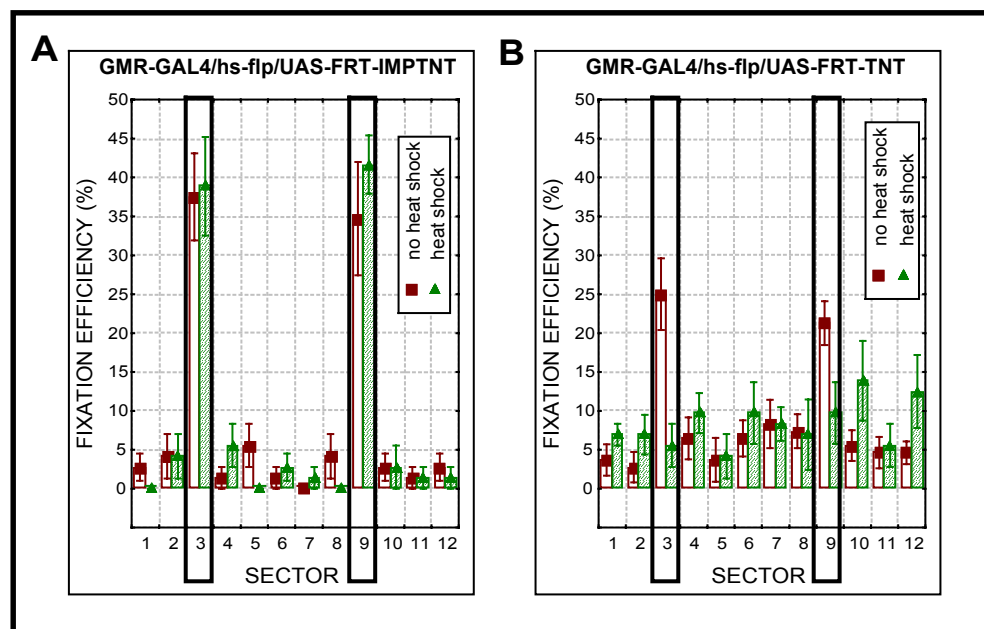 A
GMR-GAL4/hs-flp/UAS-FRT-IMPTNT
50
45
40
35
30
25
20
15
10
5
0
FIXATION EFFICIENCY (%)
no heat shock
heat shock
1 2 3 4 5 6 7 8 9 10 11 12
SECTOR
B
GMR-GAL4/hs-flp/UAS-FRT-TNT
50
45
40
35
30
25
20
15
10
5
0
FIXATION EFFICIENCY (%)
no heat shock
heat shock
1 2 3 4 5 6 7 8 9 10 11 12
SECTOR